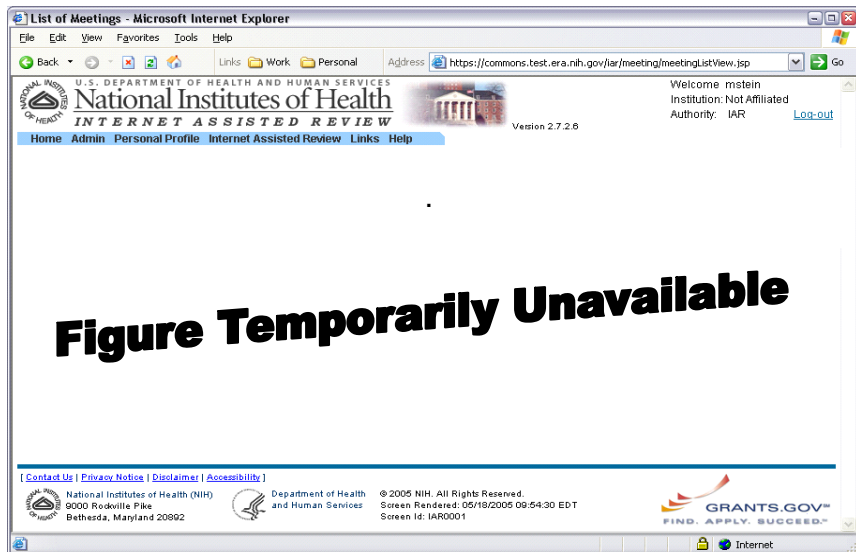 List of Meetings - Microsoft Internet Explorer
File Edit View Favorites Tools Help
Back Links Work Personal Address https://commons.test.era.nih.gov/iar/meeting/meetingListView.jsp Go
U.S. DEPARTMENT OF HEALTH AND HUMAN SERVICES
National Institutes of Health
INTERNET ASSISTED REVIEW
Version 2.7.2.6
Welcome mstein
Institution: Not Affiliated
Authority: IAR Log-out
Home Admin Personal Profile Internet Assisted Review Links Help
.
Figure Temporarily Unavailable
[ Contact Us | Privacy Notice | Disclaimer | Accessibility ]
National Institutes of Health (NIH)
9000 Rockville Pike
Bethesda, Maryland 20892
Department of Health
and Human Services
© 2005 NIH. All Rights Reserved.
Screen Rendered: 05/18/2005 09:54:30 EDT
Screen Id: IAR0001
GRANTS.GOV℠
FIND. APPLY. SUCCEED.℠
Internet